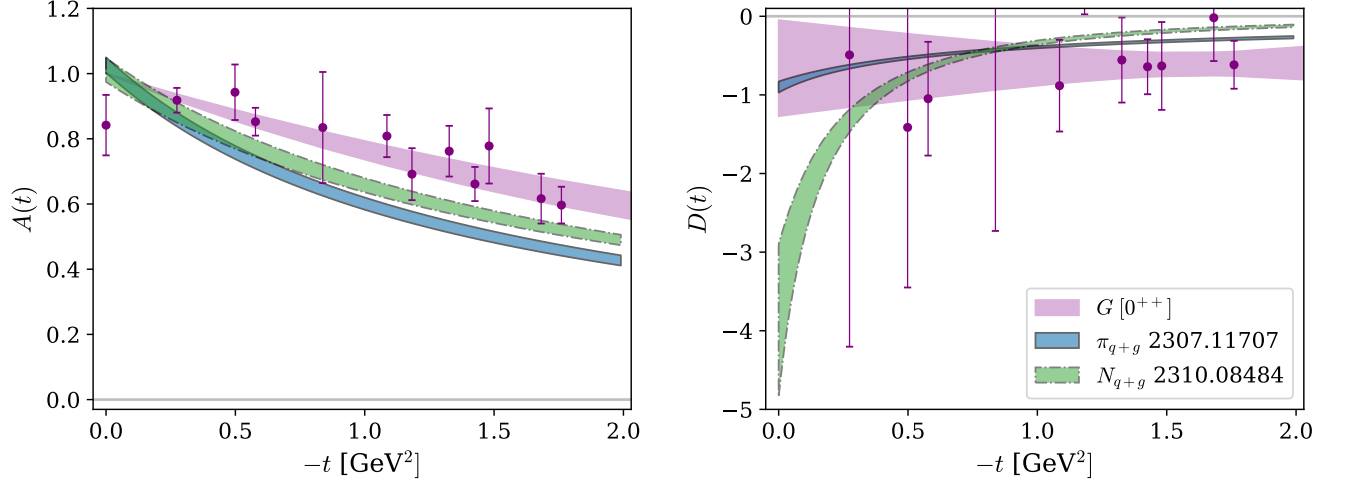 1.2
1.0
0.8
0.6
0.4
0.2
0.0
A(t)
0.0 0.5 1.0 1.5 2.0
−t [GeV²]
0
−1
−2
−3
−4
−5
D(t)
G [0⁺⁺]
π_{q+g} 2307.11707
N_{q+g} 2310.08484
0.0 0.5 1.0 1.5 2.0
−t [GeV²]